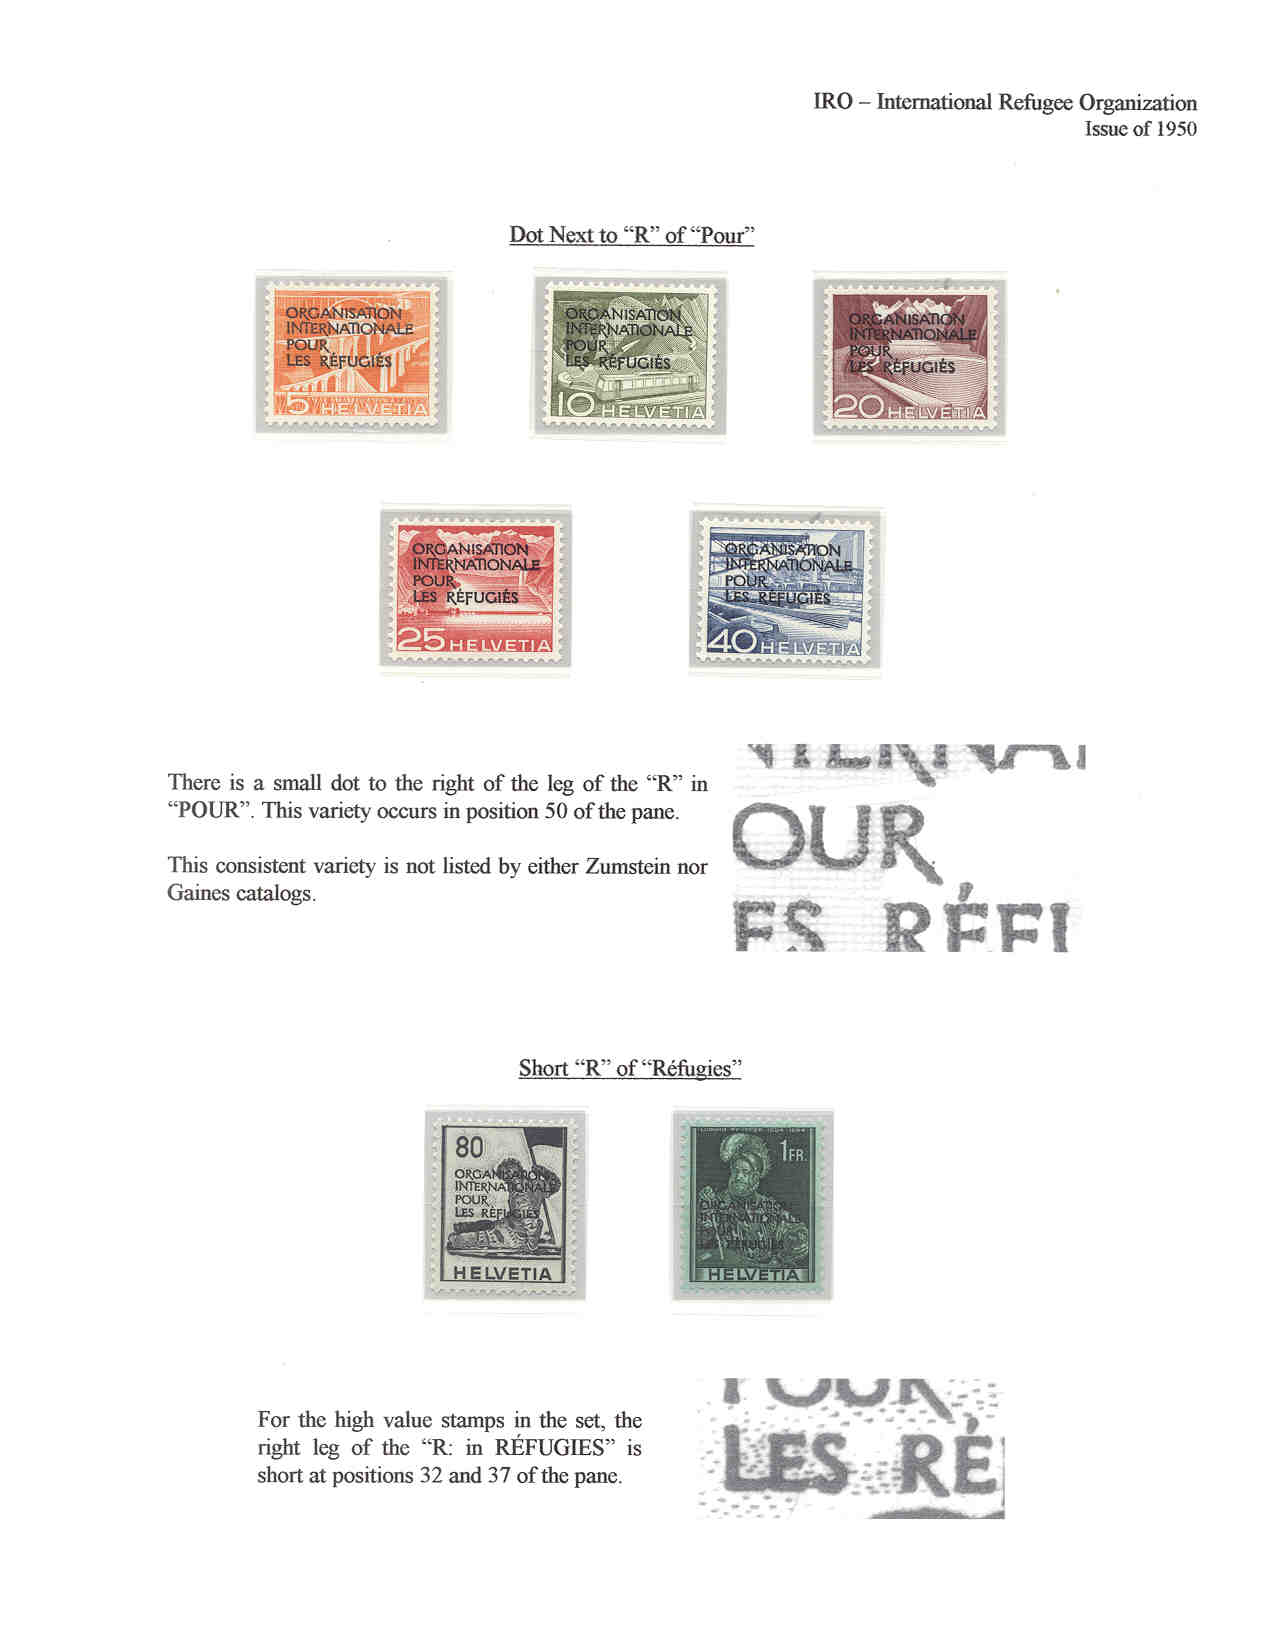 IRO – International Refugee Organization
Issue of 1950
Dot Next to “R” of “Pour”
ORGANISATION
INTERNATIONALE
POUR
LES RÉFUGIÉS
5 HELVETIA
ORGANISATION
INTERNATIONALE
POUR
LES RÉFUGIÉS
10 HELVETIA
ORGANISATION
INTERNATIONALE
POUR
LES RÉFUGIÉS
20 HELVETIA
ORGANISATION
INTERNATIONALE
POUR
LES RÉFUGIÉS
25 HELVETIA
ORGANISATION
INTERNATIONALE
POUR
LES RÉFUGIÉS
40 HELVETIA
There is a small dot to the right of the leg of the “R” in
“POUR”. This variety occurs in position 50 of the pane.
This consistent variety is not listed by either Zumstein nor
Gaines catalogs.
NTERNAT
OUR
ES RÉFU
Short “R” of “Réfugies”
80
ORGANISATION
INTERNATIONALE
POUR
LES RÉFUGIÉS
HELVETIA
1 FR.
ORGANISATION
INTERNATIONALE
POUR
LES RÉFUGIÉS
HELVETIA
For the high value stamps in the set, the
right leg of the “R: in RÉFUGIES” is
short at positions 32 and 37 of the pane.
POUR
LES RÉ